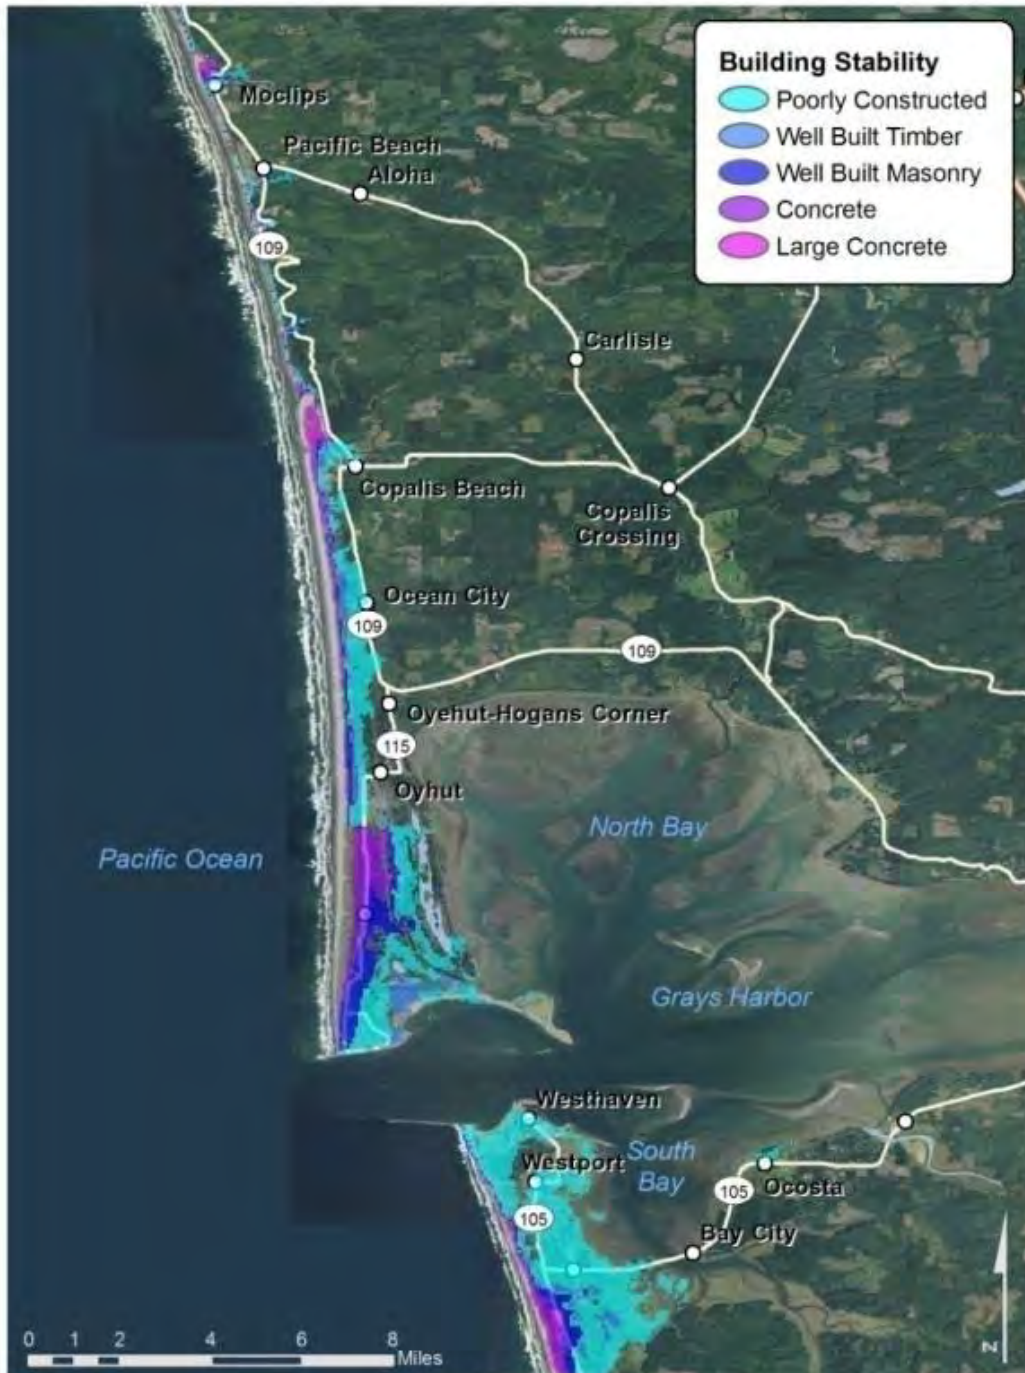 Building Stability
Poorly Constructed
Well Built Timber
Well Built Masonry
Concrete
Large Concrete
Moclips
Pacific Beach
Aloha
109
Carlisle
Copalis Beach
Copalis
Crossing
Ocean City
109
109
Oyehut-Hogans Corner
115
Oyhut
North Bay
Pacific Ocean
Grays Harbor
Westhaven
Westport
South
Bay
105
Ocosta
105
Bay City
0 1 2 4 6 8
Miles
N